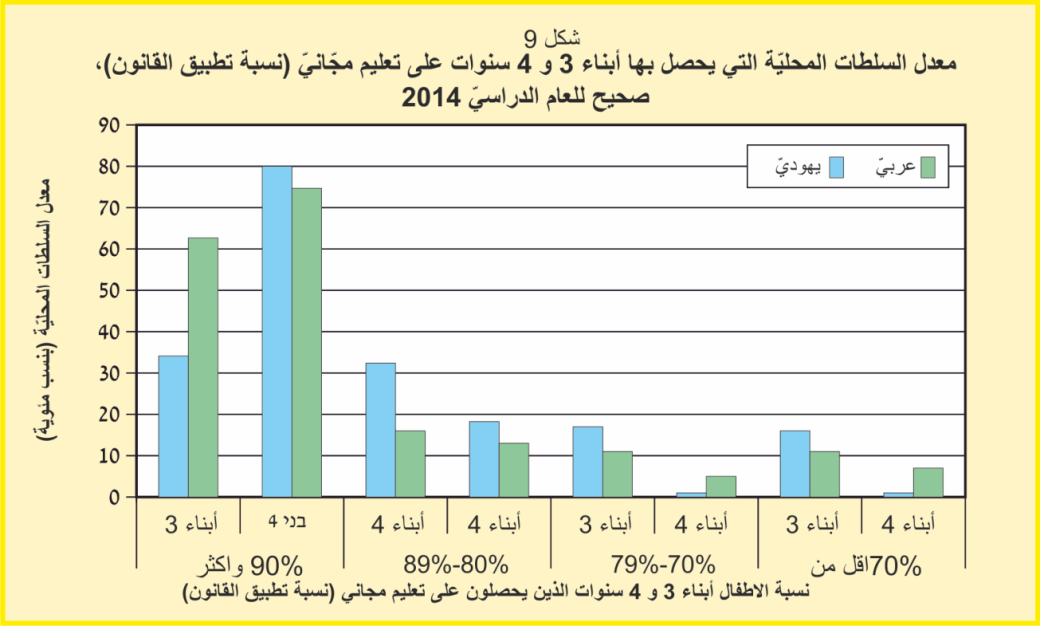 شكل 9
معدل السلطات المحليّة التي يحصل بها أبناء 3 و 4 سنوات على تعليم مجّانيّ (نسبة تطبيق القانون)،
صحيح للعام الدراسيّ 2014
عربيّ
يهوديّ
معدل السلطات المحليّة (بنسب مئوية)
90
80
70
60
50
40
30
20
10
0
أبناء 3
בני 4
أبناء 4
أبناء 4
أبناء 3
أبناء 4
أبناء 3
أبناء 4
90% واكثر
89%-80%
79%-70%
70%اقل من
نسبة الاطفال أبناء 3 و 4 سنوات الذين يحصلون على تعليم مجاني (نسبة تطبيق القانون)